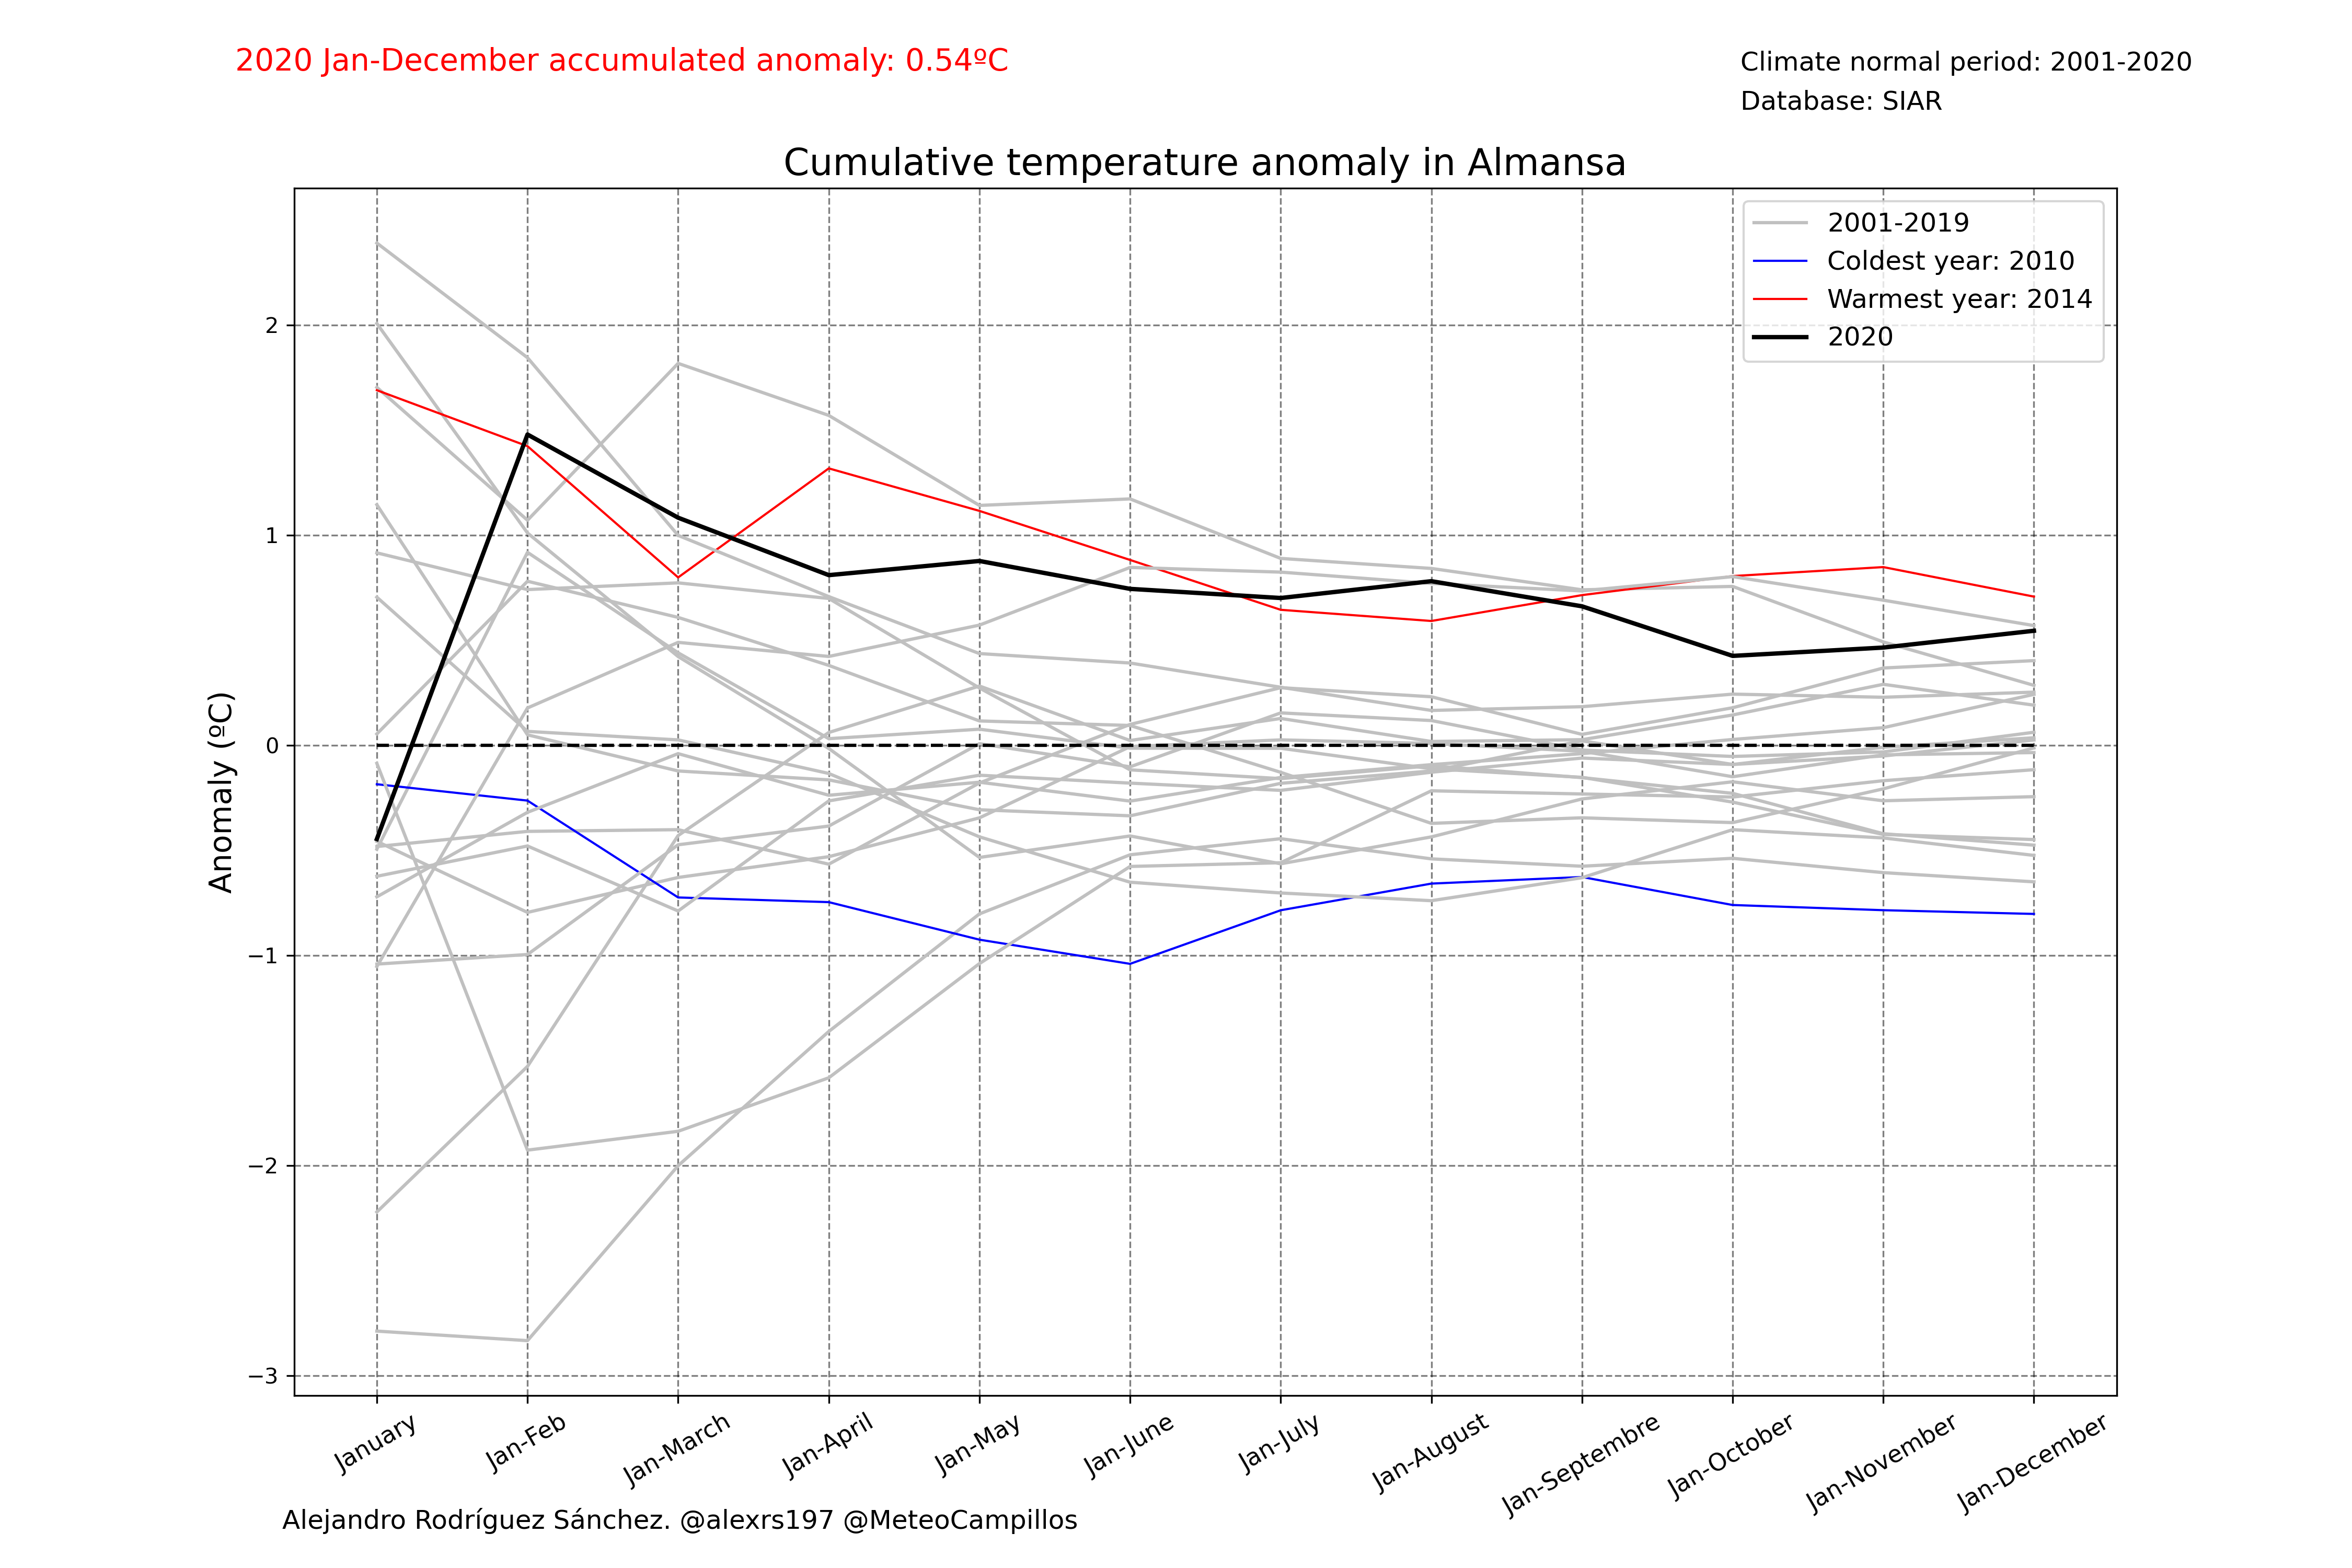 2020 Jan-December accumulated anomaly: 0.54ºC
Climate normal period: 2001-2020
Database: SIAR
Cumulative temperature anomaly in Almansa
2001-2019
Coldest year: 2010
Warmest year: 2014
2020
Anomaly (ºC)
2
1
0
−1
−2
−3
January
Jan-Feb
Jan-March
Jan-April
Jan-May
Jan-June
Jan-July
Jan-August
Jan-Septembre
Jan-October
Jan-November
Jan-December
Alejandro Rodríguez Sánchez. @alexrs197 @MeteoCampillos